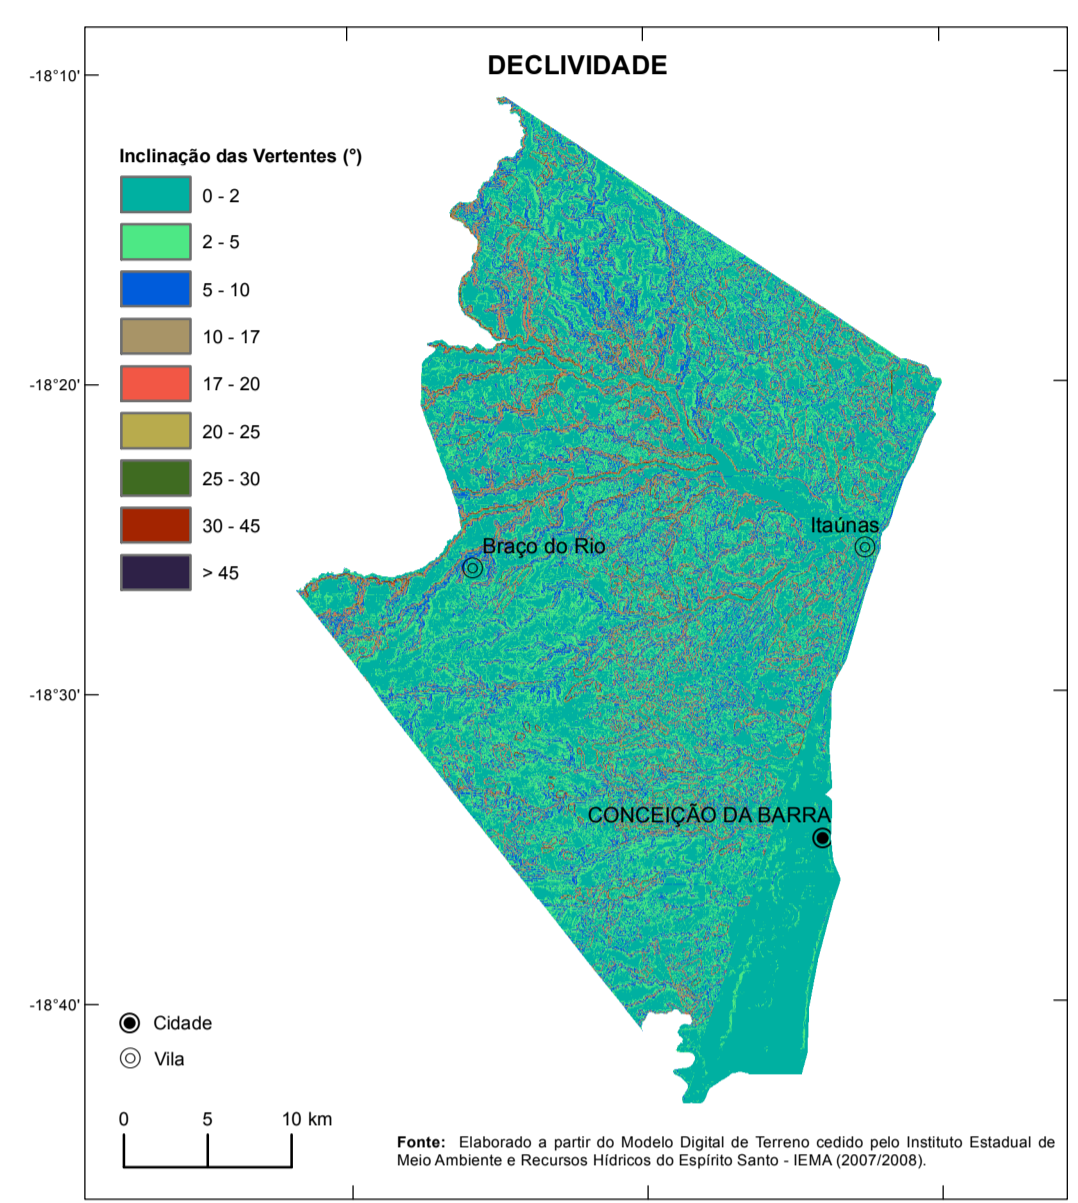 DECLIVIDADE
-18°10'
Inclinação das Vertentes (°)
0 - 2
2 - 5
5 - 10
10 - 17
17 - 20
20 - 25
25 - 30
30 - 45
> 45
-18°20'
Itaúnas
Braço do Rio
-18°30'
CONCEIÇÃO DA BARRA
-18°40'
Cidade
Vila
0 5 10 km
Fonte: Elaborado a partir do Modelo Digital de Terreno cedido pelo Instituto Estadual de
Meio Ambiente e Recursos Hídricos do Espírito Santo - IEMA (2007/2008).